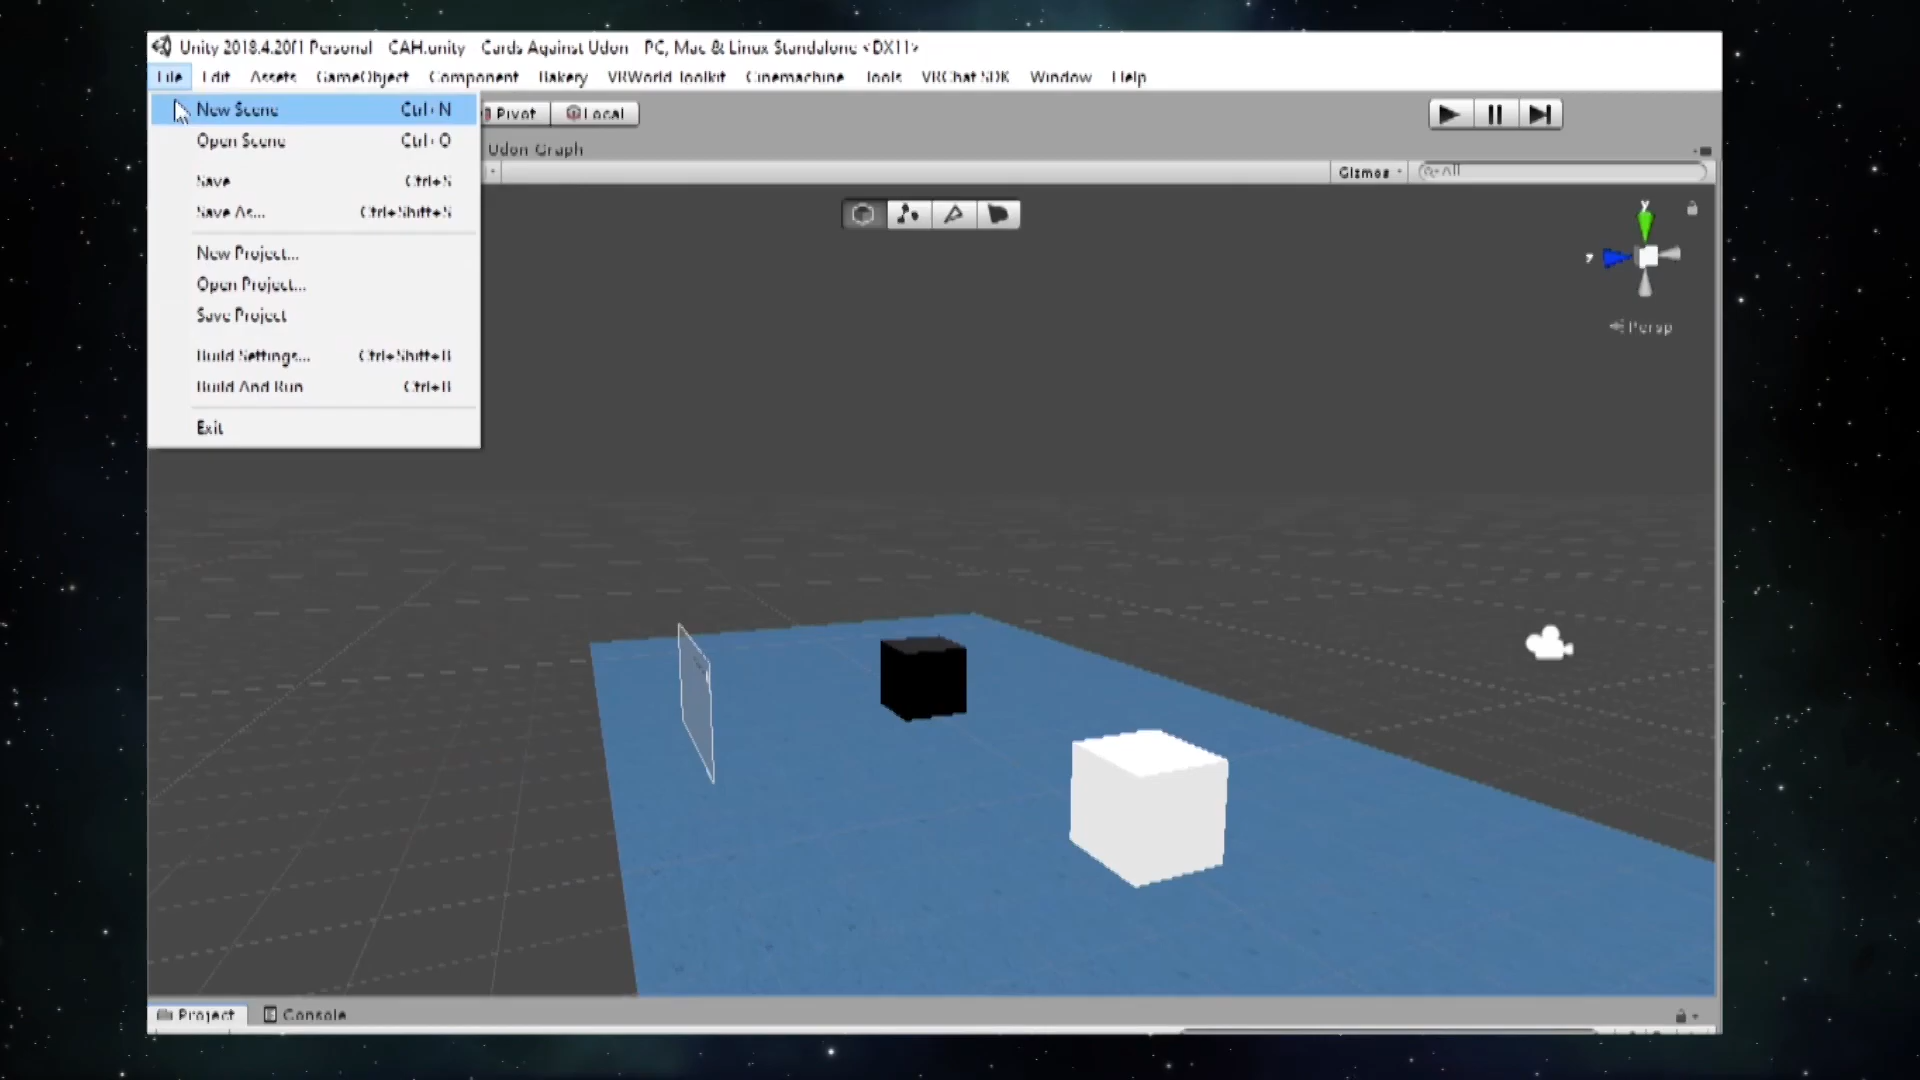 Unity 2018.4.20f1 Personal CAH.unity Cards Against Udon PC, Mac & Linux Standalone <DX11>
File Edit Assets GameObject Component Bakery VRWorld Toolkit Cinemachine Tools VRChat SDK Window Help
New Scene Ctrl+N
Pivot Local
Open Scene Ctrl+O
Udon Graph
Gizmos All
Save Ctrl+S
Save As... Ctrl+Shift+S
New Project...
Open Project...
Save Project
Build Settings... Ctrl+Shift+B
Build And Run Ctrl+B
Exit
y
z
Persp
Project Console